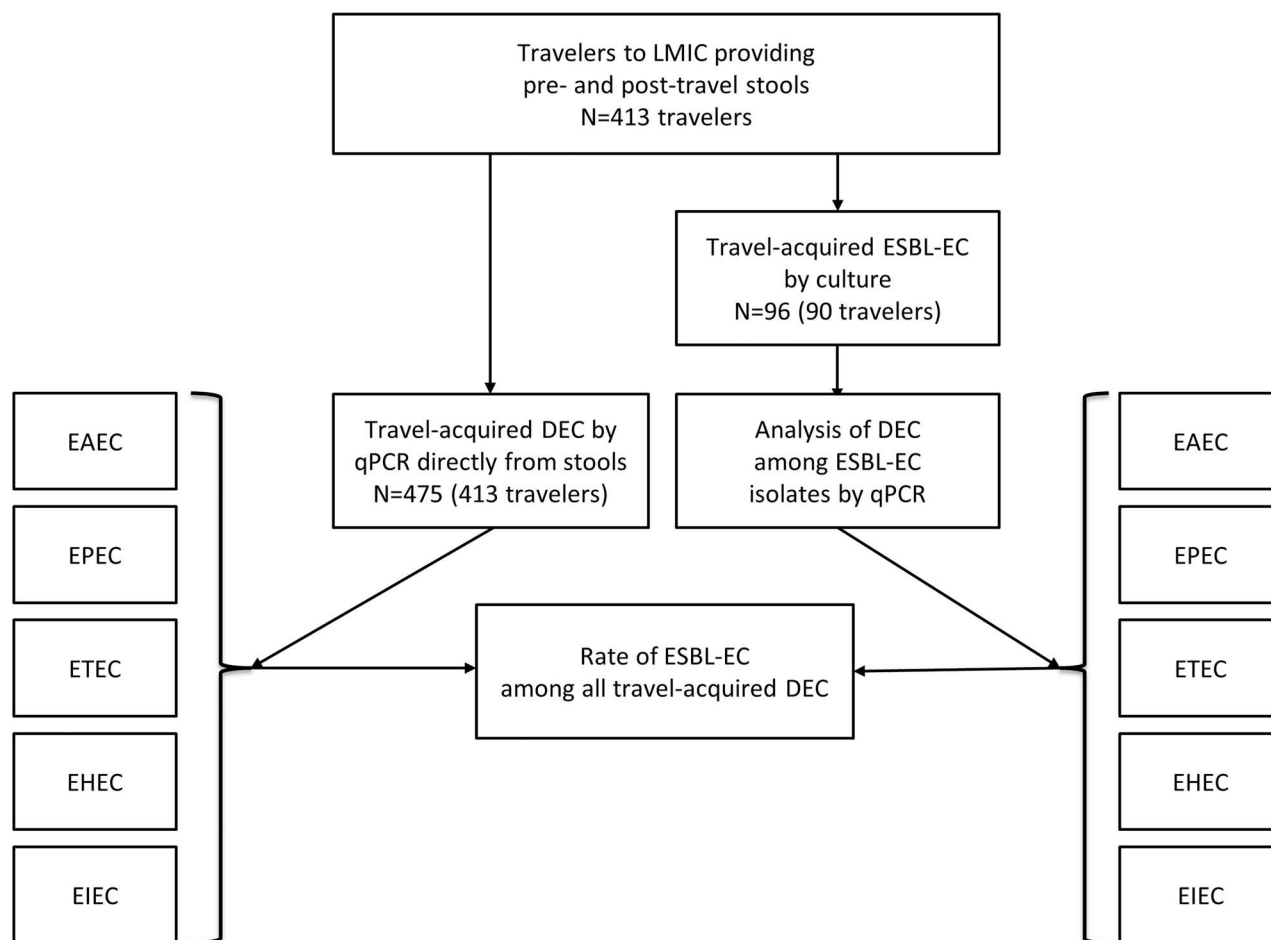 Travelers to LMIC providing
pre- and post-travel stools
N=413 travelers
Travel-acquired ESBL-EC
by culture
N=96 (90 travelers)
Travel-acquired DEC by
qPCR directly from stools
N=475 (413 travelers)
Analysis of DEC
among ESBL-EC
isolates by qPCR
EAEC
EPEC
ETEC
EHEC
EIEC
Rate of ESBL-EC
among all travel-acquired DEC
EAEC
EPEC
ETEC
EHEC
EIEC